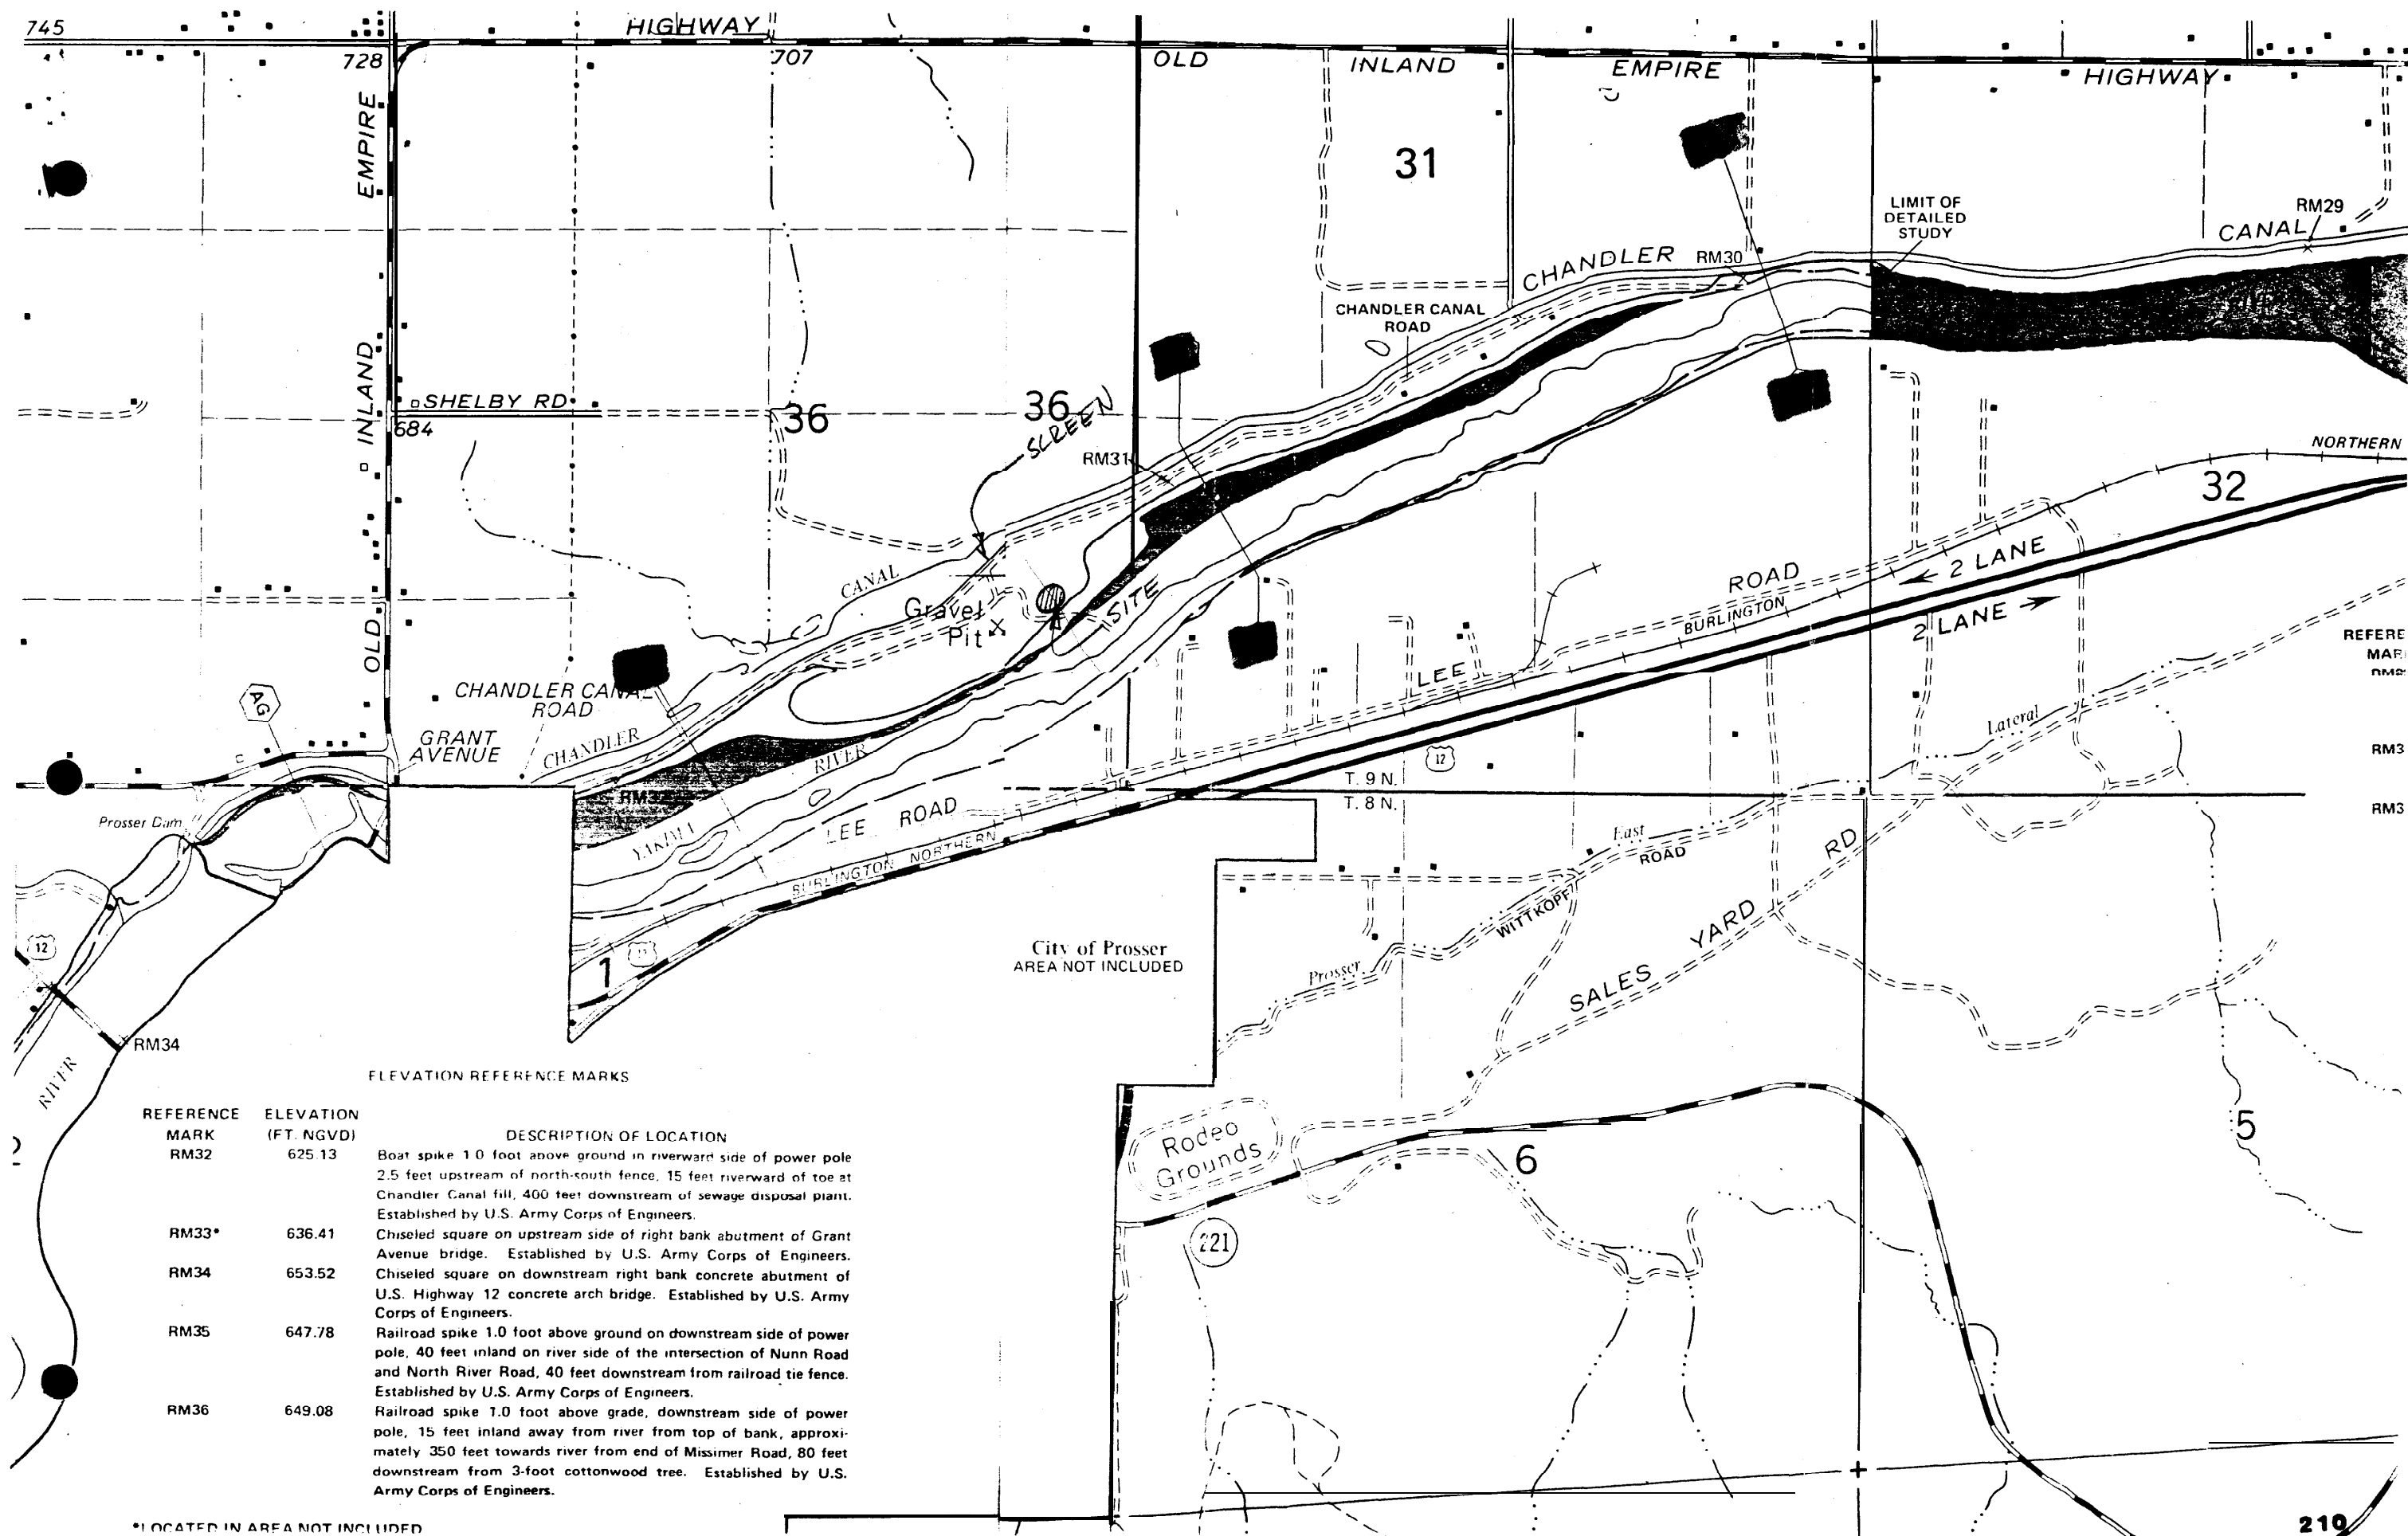 745
HIGHWAY
728
707
OLD
INLAND
EMPIRE
HIGHWAY
EMPIRE
INLAND
OLD
31
LIMIT OF
DETAILED
STUDY
RM29
CANAL
CHANDLER
RM30
CHANDLER CANAL
ROAD
SHELBY RD
684
36
36
SCREEN
RM31
NORTHERN
32
CANAL
Gravel
Pit
SITE
ROAD
BURLINGTON
2 LANE
2 LANE
LEE
REFERE
MAR
AG
CHANDLER CANAL
ROAD
GRANT
AVENUE
CHANDLER
RIVER
YAKIMA
RM32
LEE ROAD
BURLINGTON NORTHERN
12
T. 9 N.
T. 8 N.
Lateral
RM3
RM3
Prosser Dam
12
1
East
ROAD
WITTKOPF
Prosser
SALES
YARD
RD
City of Prosser
AREA NOT INCLUDED
RM34
RIVER
2
Rodeo
Grounds
6
5
221
ELEVATION REFERENCE MARKS
REFERENCE ELEVATION
MARK (FT. NGVD) DESCRIPTION OF LOCATION
RM32 625.13 Boat spike 1.0 foot above ground in riverward side of power pole
2.5 feet upstream of north-south fence, 15 feet riverward of toe at
Chandler Canal fill, 400 feet downstream of sewage disposal plant.
Established by U.S. Army Corps of Engineers.
RM33* 636.41 Chiseled square on upstream side of right bank abutment of Grant
Avenue bridge. Established by U.S. Army Corps of Engineers.
RM34 653.52 Chiseled square on downstream right bank concrete abutment of
U.S. Highway 12 concrete arch bridge. Established by U.S. Army
Corps of Engineers.
RM35 647.78 Railroad spike 1.0 foot above ground on downstream side of power
pole, 40 feet inland on river side of the intersection of Nunn Road
and North River Road, 40 feet downstream from railroad tie fence.
Established by U.S. Army Corps of Engineers.
RM36 649.08 Railroad spike 1.0 foot above grade, downstream side of power
pole, 15 feet inland away from river from top of bank, approxi-
mately 350 feet towards river from end of Missimer Road, 80 feet
downstream from 3-foot cottonwood tree. Established by U.S.
Army Corps of Engineers.
*LOCATED IN AREA NOT INCLUDED
210